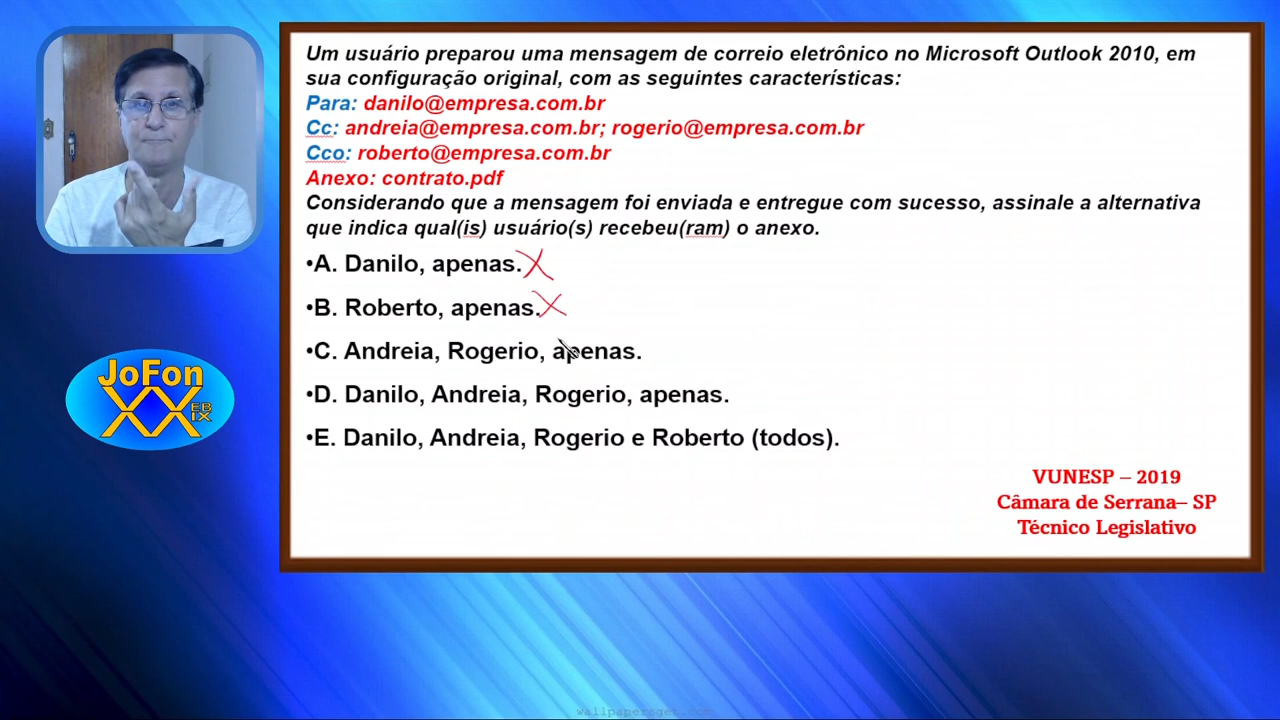 Um usuário preparou uma mensagem de correio eletrônico no Microsoft Outlook 2010, em
sua configuração original, com as seguintes características:
Para: danilo@empresa.com.br
Cc: andreia@empresa.com.br; rogerio@empresa.com.br
Cco: roberto@empresa.com.br
Anexo: contrato.pdf
Considerando que a mensagem foi enviada e entregue com sucesso, assinale a alternativa
que indica qual(is) usuário(s) recebeu(ram) o anexo.
•A. Danilo, apenas.
•B. Roberto, apenas.
•C. Andreia, Rogerio, apenas.
•D. Danilo, Andreia, Rogerio, apenas.
•E. Danilo, Andreia, Rogerio e Roberto (todos).
VUNESP – 2019
Câmara de Serrana– SP
Técnico Legislativo
JoFon
EB
IX